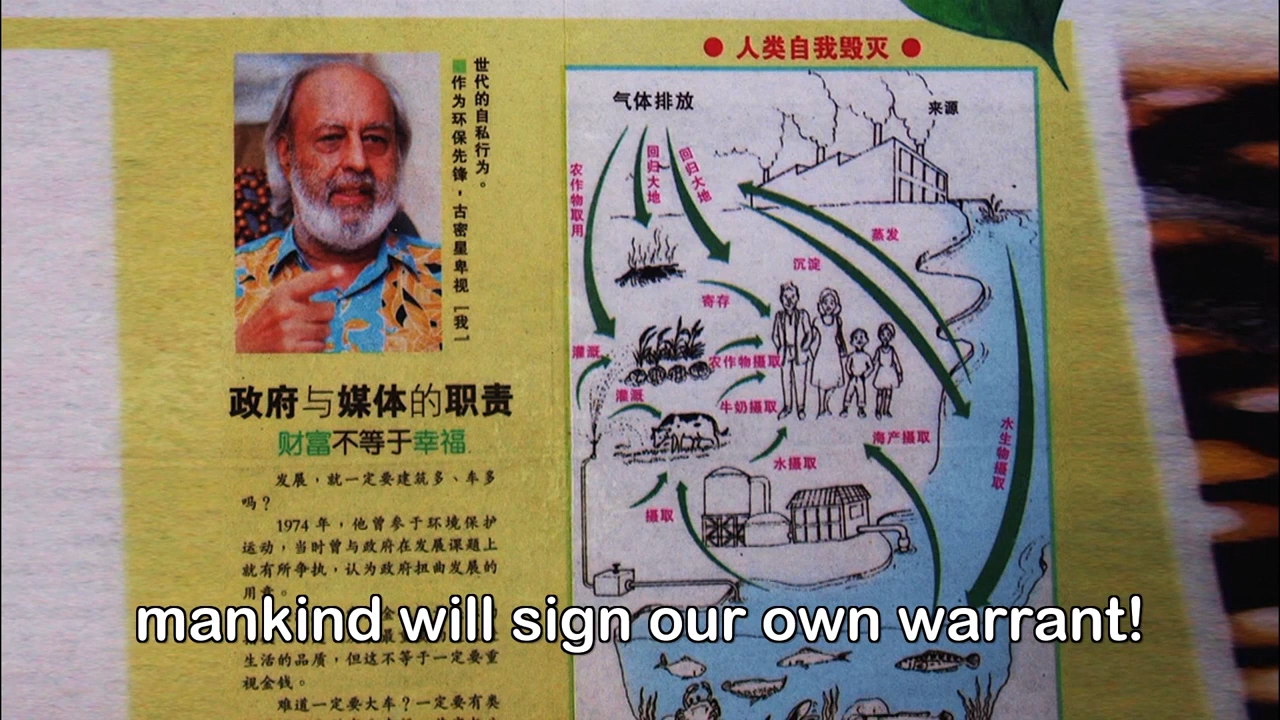 世代的自私行为。
■作为环保先锋，古密星卑视[我]
政府与媒体的职责
财富不等于幸福
发展，就一定要建筑多、车多
吗？
1974 年，他曾参于环境保护
运动，当时曾与政府在发展课题上
就有所争执，认为政府扭曲发展的
用意。
金
最重
生活的品质，但这不等于一定要重
视金钱。
难道一定要大车？一定要有类
● 人类自我毁灭 ●
气体排放
来源
农作物取用
回归大地
回归大地
蒸发
沉淀
寄存
灌溉
农作物摄取
灌溉
牛奶摄取
海产摄取
水生物摄取
水摄取
摄取
mankind will sign our own warrant!